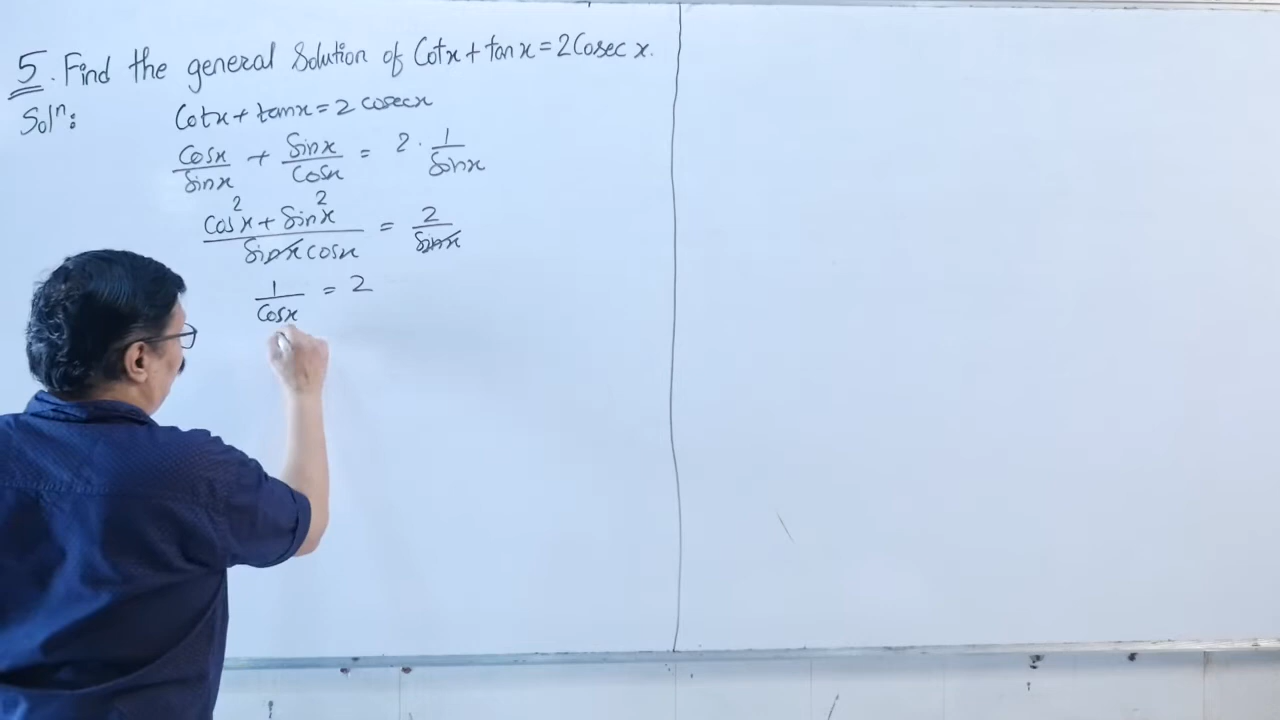 5. Find the general Solution of Cotx + tan x = 2 Cosec x.
Solⁿ: Cotx + tanx = 2 cosecx
Cosx/Sinx + Sinx/Cosx = 2 · 1/Sinx
(cos²x + Sin²x)/(Sinx cosx) = 2/Sinx
1/Cosx = 2